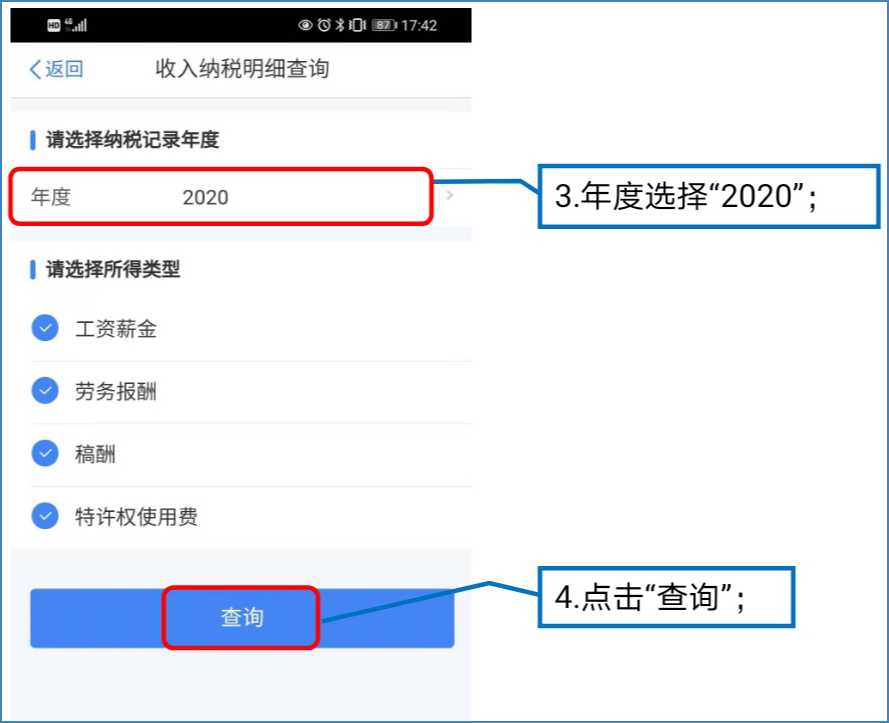 HD 4G 87 17:42
返回 收入纳税明细查询
请选择纳税记录年度
年度 2020
3.年度选择“2020”；
请选择所得类型
工资薪金
劳务报酬
稿酬
特许权使用费
查询
4.点击“查询”；